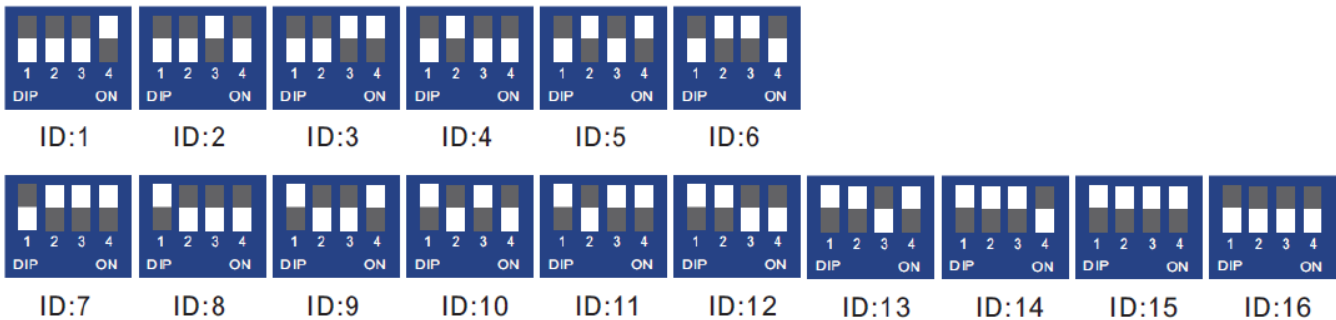 1 2 3 4 1 2 3 4 1 2 3 4 1 2 3 4 1 2 3 4 1 2 3 4
DIP ON DIP ON DIP ON DIP ON DIP ON DIP ON
ID:1 ID:2 ID:3 ID:4 ID:5 ID:6
1 2 3 4 1 2 3 4 1 2 3 4 1 2 3 4 1 2 3 4 1 2 3 4 1 2 3 4 1 2 3 4 1 2 3 4 1 2 3 4
DIP ON DIP ON DIP ON DIP ON DIP ON DIP ON DIP ON DIP ON DIP ON DIP ON
ID:7 ID:8 ID:9 ID:10 ID:11 ID:12 ID:13 ID:14 ID:15 ID:16